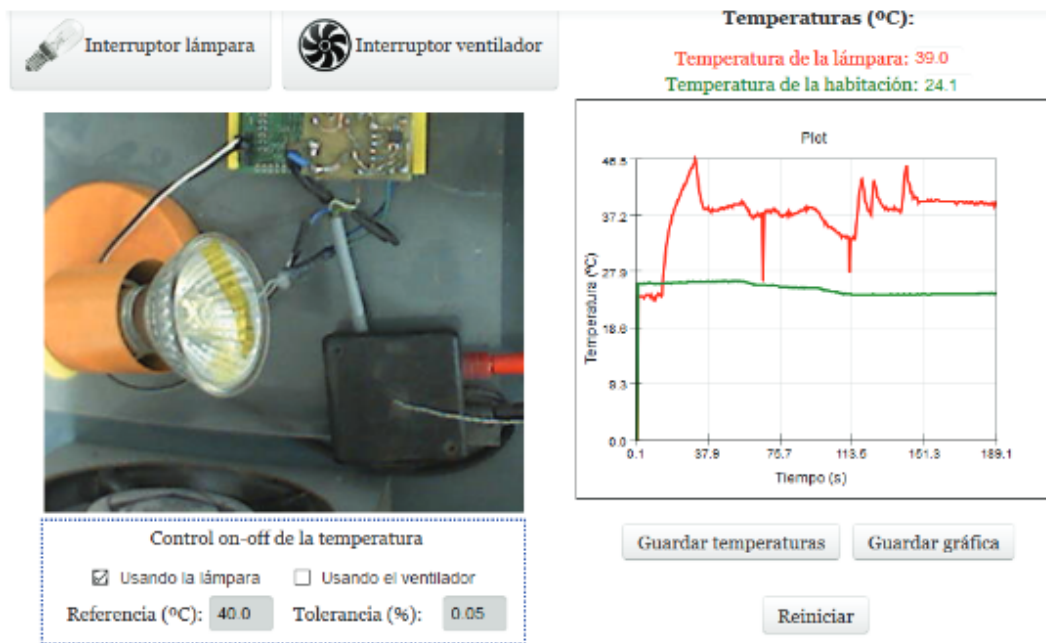 Interruptor lámpara
Interruptor ventilador
Temperaturas (ºC):
Temperatura de la lámpara: 39.0
Temperatura de la habitación: 24.1
Plot
46.5
37.2
27.9
18.6
9.3
0.0
Temperatura (ºC)
0.1 37.9 75.7 113.5 151.3 189.1
Tiempo (s)
Control on-off de la temperatura
Usando la lámpara
Usando el ventilador
Referencia (ºC): 40.0 Tolerancia (%): 0.05
Guardar temperaturas
Guardar gráfica
Reiniciar